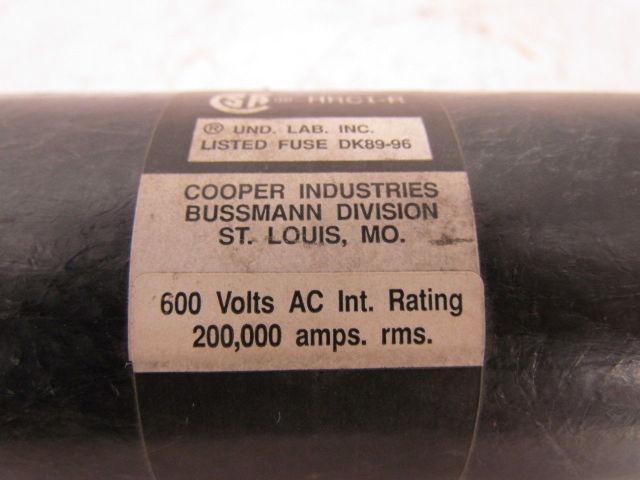 HRCI-R
® UND. LAB. INC.
LISTED FUSE DK89-96
COOPER INDUSTRIES
BUSSMANN DIVISION
ST. LOUIS, MO.
600 Volts AC Int. Rating
200,000 amps. rms.